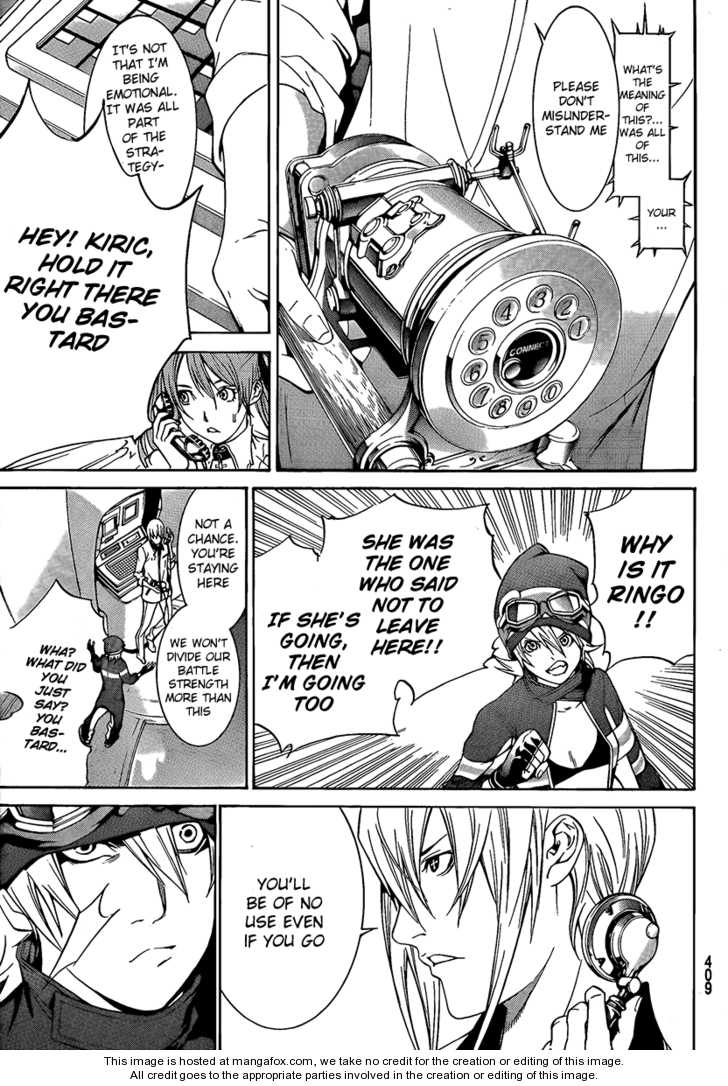 WHAT'S
THE
MEANING
OF
THIS?...
WAS ALL
OF
THIS...
YOUR
...
PLEASE
DON'T
MISUNDER-
STAND ME
IT'S NOT
THAT I'M
BEING
EMOTIONAL.
IT WAS ALL
PART
OF THE
STRA-
TEGY-
HEY! KIRIC,
HOLD IT
RIGHT THERE
YOU BAS-
TARD
1
2
3
4
5
6
7
8
9
0
CONNECT
WHY
IS IT
RINGO
!!
SHE WAS
THE ONE
WHO SAID
NOT TO
LEAVE
HERE!!
IF SHE'S
GOING,
THEN
I'M GOING
TOO
NOT A
CHANCE.
YOU'RE
STAYING
HERE
WE WON'T
DIVIDE OUR
BATTLE
STRENGTH
MORE THAN
THIS
WHA?
WHAT DID
YOU
JUST
SAY?
YOU
BAS-
TARD...
YOU'LL
BE OF NO
USE EVEN
IF YOU GO
409
This image is hosted at mangafox.com, we take no credit for the creation or editing of this image.
All credit goes to the appropriate parties involved in the creation or editing of this image.